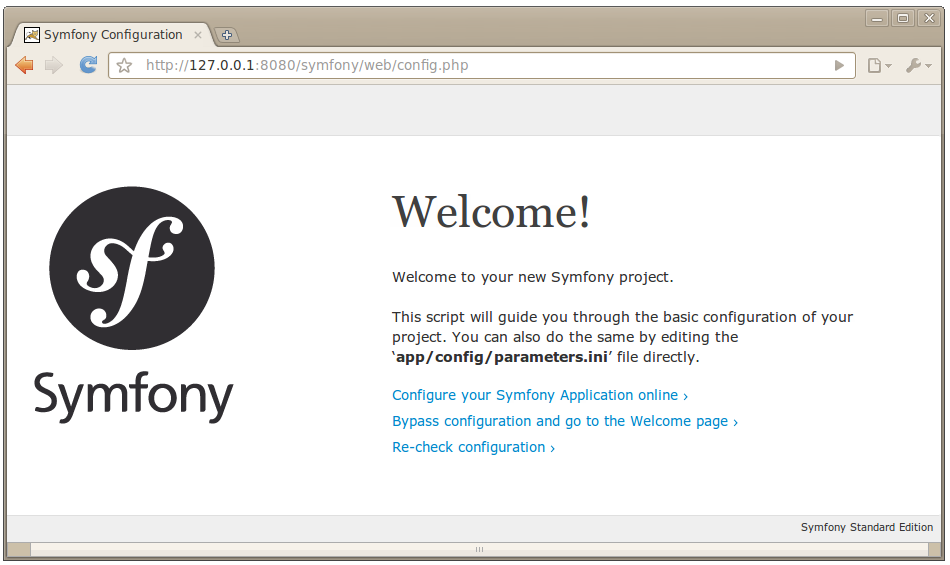 Symfony Configuration
http://127.0.0.1:8080/symfony/web/config.php
sf
Symfony
Welcome!
Welcome to your new Symfony project.
This script will guide you through the basic configuration of your
project. You can also do the same by editing the
‘app/config/parameters.ini’ file directly.
Configure your Symfony Application online ›
Bypass configuration and go to the Welcome page ›
Re-check configuration ›
Symfony Standard Edition